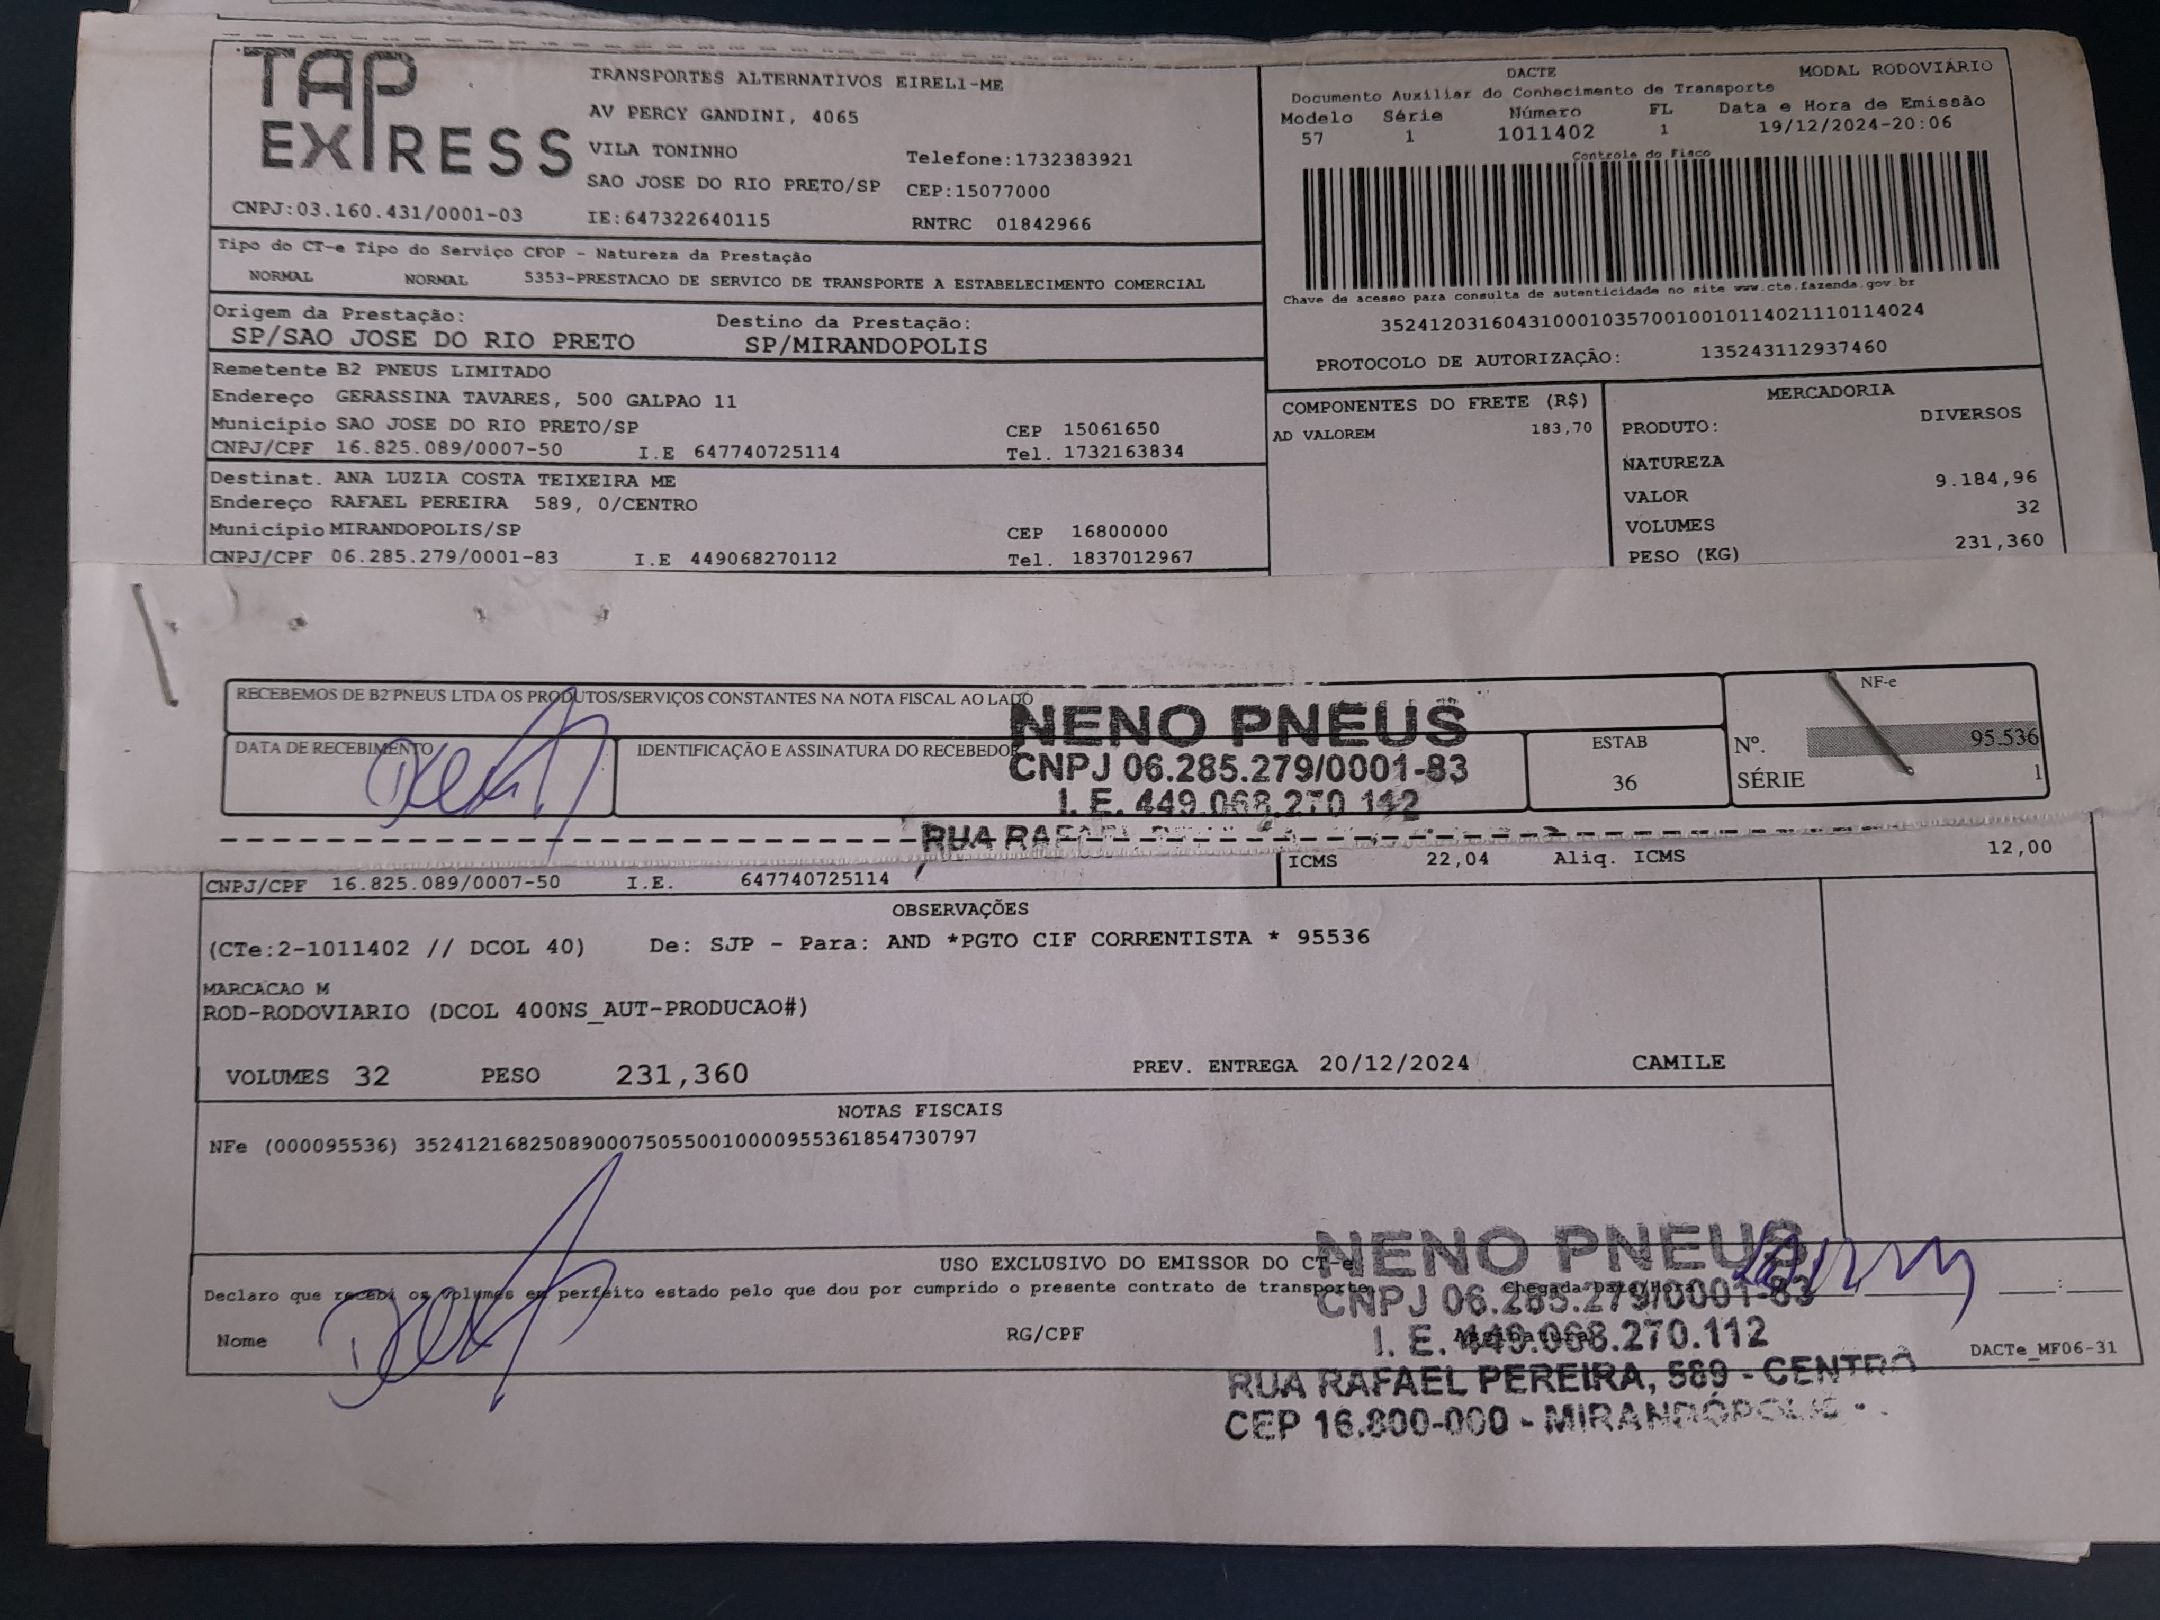 TAP EXPRESS
TRANSPORTES ALTERNATIVOS EIRELI-ME
AV PERCY GANDINI, 4065
VILA TONINHO Telefone:1732383921
SAO JOSE DO RIO PRETO/SP CEP:15077000
CNPJ:03.160.431/0001-03 IE:647322640115 RNTRC 01842966
DACTE MODAL RODOVIÁRIO
Documento Auxiliar do Conhecimento de Transporte
Modelo Série Número FL Data e Hora de Emissão
57 1 1011402 1 19/12/2024-20:06
Controle do Fisco
Chave de acesso para consulta de autenticidade no site www.cte.fazenda.gov.br
35241203160431000103570010010114021110114024
PROTOCOLO DE AUTORIZAÇÃO: 135243112937460
Tipo do CT-e Tipo do Serviço CFOP - Natureza da Prestação
NORMAL NORMAL 5353-PRESTACAO DE SERVICO DE TRANSPORTE A ESTABELECIMENTO COMERCIAL
Origem da Prestação: Destino da Prestação:
SP/SAO JOSE DO RIO PRETO SP/MIRANDOPOLIS
Remetente B2 PNEUS LIMITADO
Endereço GERASSINA TAVARES, 500 GALPAO 11
Município SAO JOSE DO RIO PRETO/SP CEP 15061650
CNPJ/CPF 16.825.089/0007-50 I.E 647740725114 Tel. 1732163834
Destinat. ANA LUZIA COSTA TEIXEIRA ME
Endereço RAFAEL PEREIRA 589, 0/CENTRO
Município MIRANDOPOLIS/SP CEP 16800000
CNPJ/CPF 06.285.279/0001-83 I.E 449068270112 Tel. 1837012967
COMPONENTES DO FRETE (R$)
AD VALOREM 183,70
MERCADORIA
PRODUTO: DIVERSOS
NATUREZA
VALOR 9.184,96
VOLUMES 32
PESO (KG) 231,360
RECEBEMOS DE B2 PNEUS LTDA OS PRODUTOS/SERVIÇOS CONSTANTES NA NOTA FISCAL AO LADO
DATA DE RECEBIMENTO
IDENTIFICAÇÃO E ASSINATURA DO RECEBEDOR
ESTAB
36
NF-e
Nº. 95.536
SÉRIE 1
NENO PNEUS
CNPJ 06.285.279/0001-83
I. E. 449.068.270.112
RUA
ICMS 22,04 Aliq. ICMS 12,00
CNPJ/CPF 16.825.089/0007-50 I.E. 647740725114
OBSERVAÇÕES
(CTe:2-1011402 // DCOL 40) De: SJP - Para: AND *PGTO CIF CORRENTISTA * 95536
MARCACAO M
ROD-RODOVIARIO (DCOL 400NS_AUT-PRODUCAO#)
VOLUMES 32 PESO 231,360 PREV. ENTREGA 20/12/2024 CAMILE
NOTAS FISCAIS
NFe (000095536) 35241216825089000750550010000955361854730797
USO EXCLUSIVO DO EMISSOR DO CT-e
Declaro que recebi os volumes em perfeito estado pelo que dou por cumprido o presente contrato de transporte Chegada Data/Hora
Nome RG/CPF Assinatura
DACTe_MF06-31
NENO PNEUS
CNPJ 06.285.279/0001-83
I. E. 449.068.270.112
RUA RAFAEL PEREIRA, 589 - CENTRO
CEP 16.800-000 - MIRANDÓPOLIS -